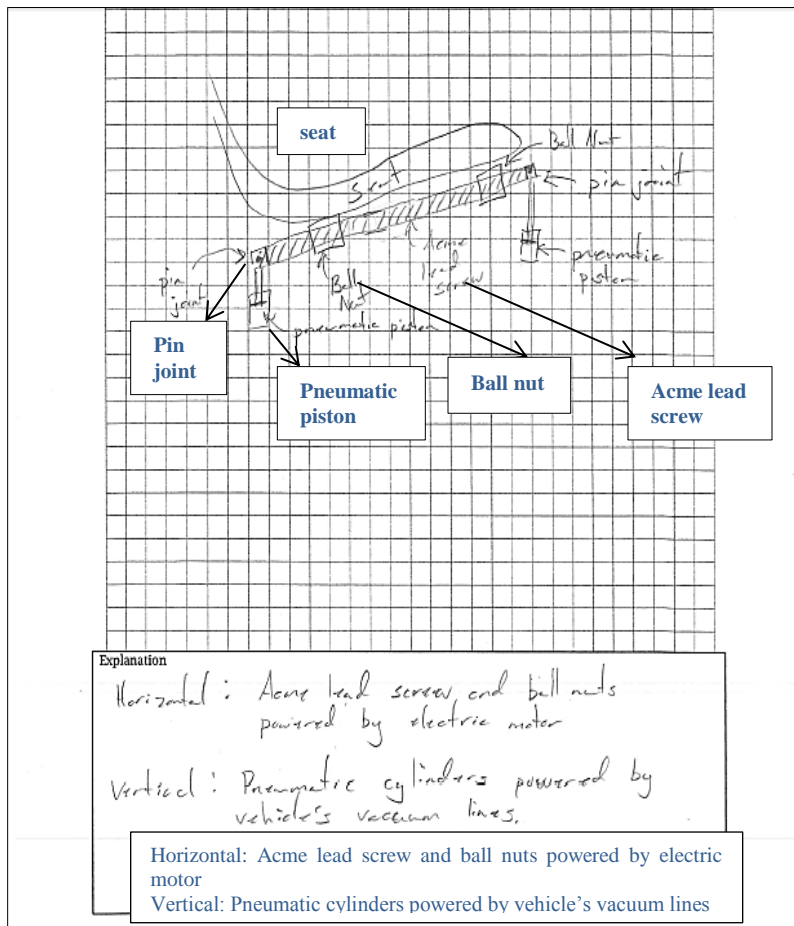 seat
Seat
Ball Nut
pin joint
Acme
lead
screw
pneumatic
piston
pin
joint
Ball
Nut
pneumatic piston
Pin
joint
Pneumatic
piston
Ball nut
Acme lead
screw
Explanation
Horizontal : Acme lead screw and ball nuts
powered by electric motor
Vertical : Pneumatic cylinders powered by
vehicle's vacuum lines.
Horizontal: Acme lead screw and ball nuts powered by electric
motor
Vertical: Pneumatic cylinders powered by vehicle's vacuum lines